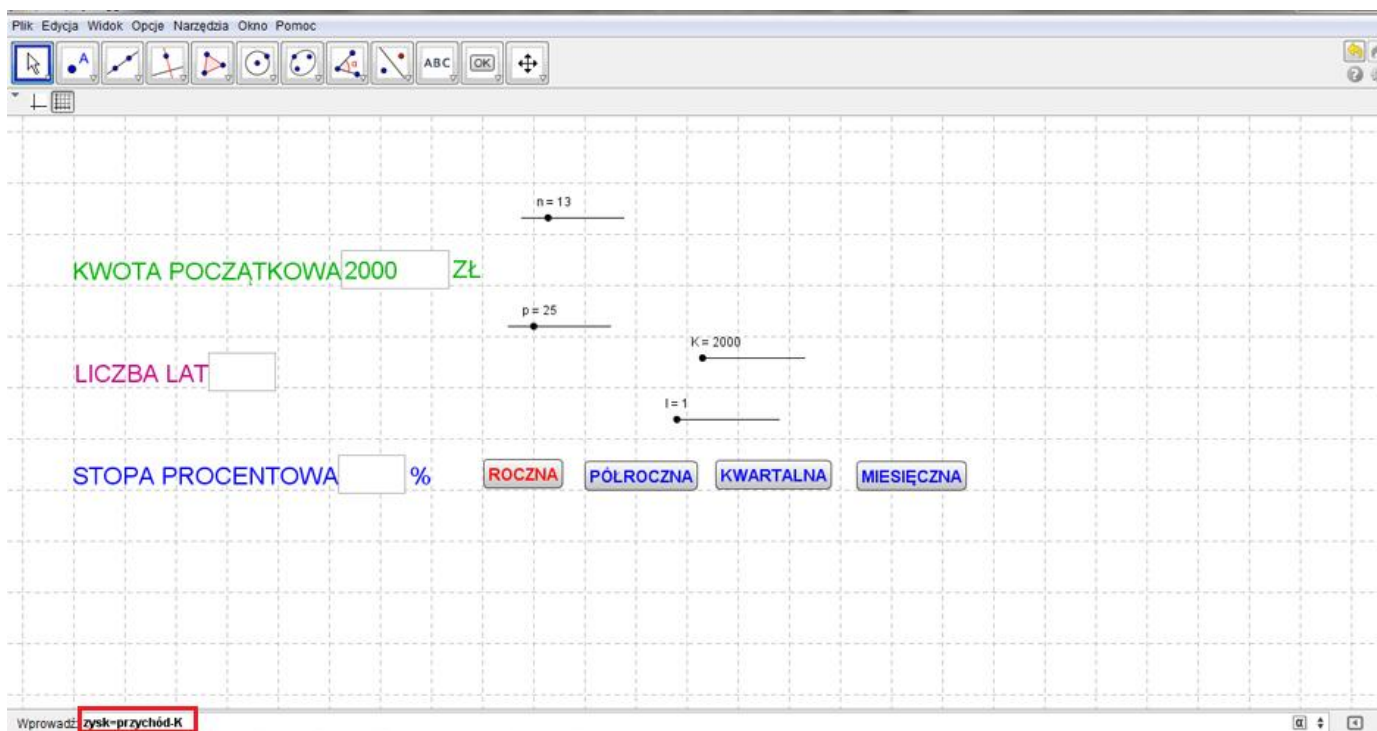 Plik Edycja Widok Opcje Narzędzia Okno Pomoc
A α ABC OK
n = 13
KWOTA POCZĄTKOWA 2000 ZŁ
p = 25
K = 2000
LICZBA LAT
l = 1
STOPA PROCENTOWA % ROCZNA PÓŁROCZNA KWARTALNA MIESIĘCZNA
Wprowadź: zysk=przychód-K α